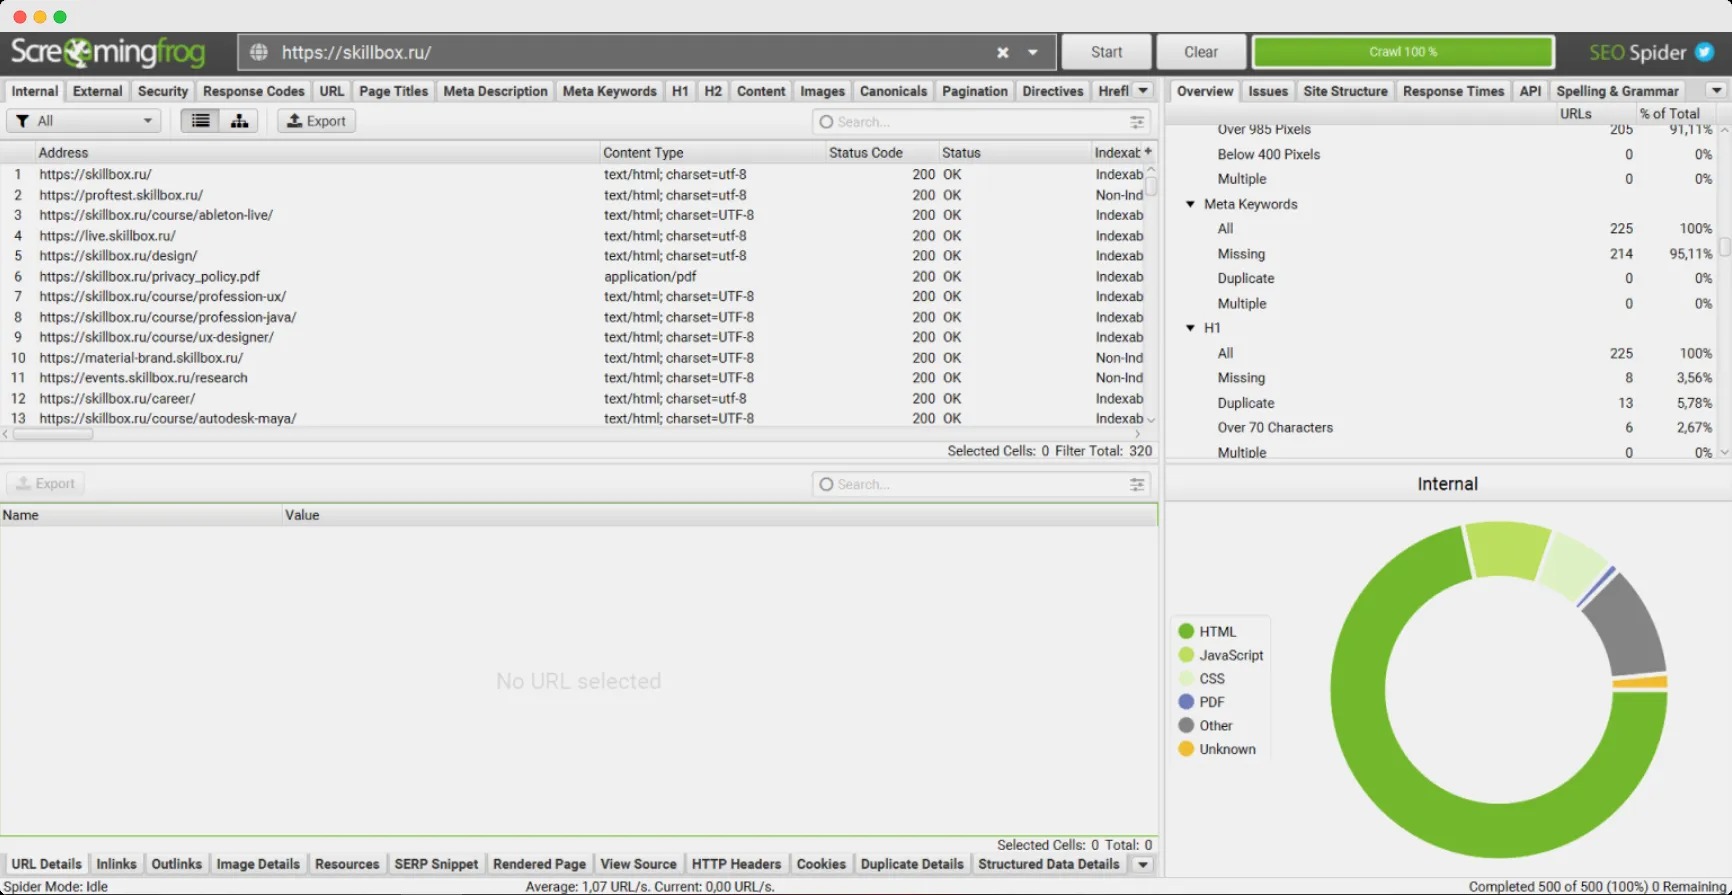 Screamingfrog
https://skillbox.ru/
Start
Clear
Crawl 100 %
SEO Spider
Internal External Security Response Codes URL Page Titles Meta Description Meta Keywords H1 H2 Content Images Canonicals Pagination Directives Hrefl
Overview Issues Site Structure Response Times API Spelling & Grammar
All
Export
Search...
Address Content Type Status Code Status Indexat +
1 https://skillbox.ru/ text/html; charset=utf-8 200 OK Indexab
2 https://proftest.skillbox.ru/ text/html; charset=utf-8 200 OK Non-Ind
3 https://skillbox.ru/course/ableton-live/ text/html; charset=UTF-8 200 OK Indexab
4 https://live.skillbox.ru/ text/html; charset=utf-8 200 OK Indexab
5 https://skillbox.ru/design/ text/html; charset=utf-8 200 OK Indexab
6 https://skillbox.ru/privacy_policy.pdf application/pdf 200 OK Indexab
7 https://skillbox.ru/course/profession-ux/ text/html; charset=UTF-8 200 OK Indexab
8 https://skillbox.ru/course/profession-java/ text/html; charset=UTF-8 200 OK Indexab
9 https://skillbox.ru/course/ux-designer/ text/html; charset=UTF-8 200 OK Indexab
10 https://material-brand.skillbox.ru/ text/html; charset=UTF-8 200 OK Non-Ind
11 https://events.skillbox.ru/research text/html; charset=UTF-8 200 OK Non-Ind
12 https://skillbox.ru/career/ text/html; charset=utf-8 200 OK Indexab
13 https://skillbox.ru/course/autodesk-maya/ text/html; charset=UTF-8 200 OK Indexab
Selected Cells: 0 Filter Total: 320
URLs % of Total
Over 985 Pixels 205 91,11%
Below 400 Pixels 0 0%
Multiple 0 0%
Meta Keywords
All 225 100%
Missing 214 95,11%
Duplicate 0 0%
Multiple 0 0%
H1
All 225 100%
Missing 8 3,56%
Duplicate 13 5,78%
Over 70 Characters 6 2,67%
Multiple 0 0%
Export
Search...
Name Value
No URL selected
Selected Cells: 0 Total: 0
Internal
HTML
JavaScript
CSS
PDF
Other
Unknown
URL Details Inlinks Outlinks Image Details Resources SERP Snippet Rendered Page View Source HTTP Headers Cookies Duplicate Details Structured Data Details
Spider Mode: Idle
Average: 1,07 URL/s. Current: 0,00 URL/s.
Completed 500 of 500 (100%) 0 Remaining